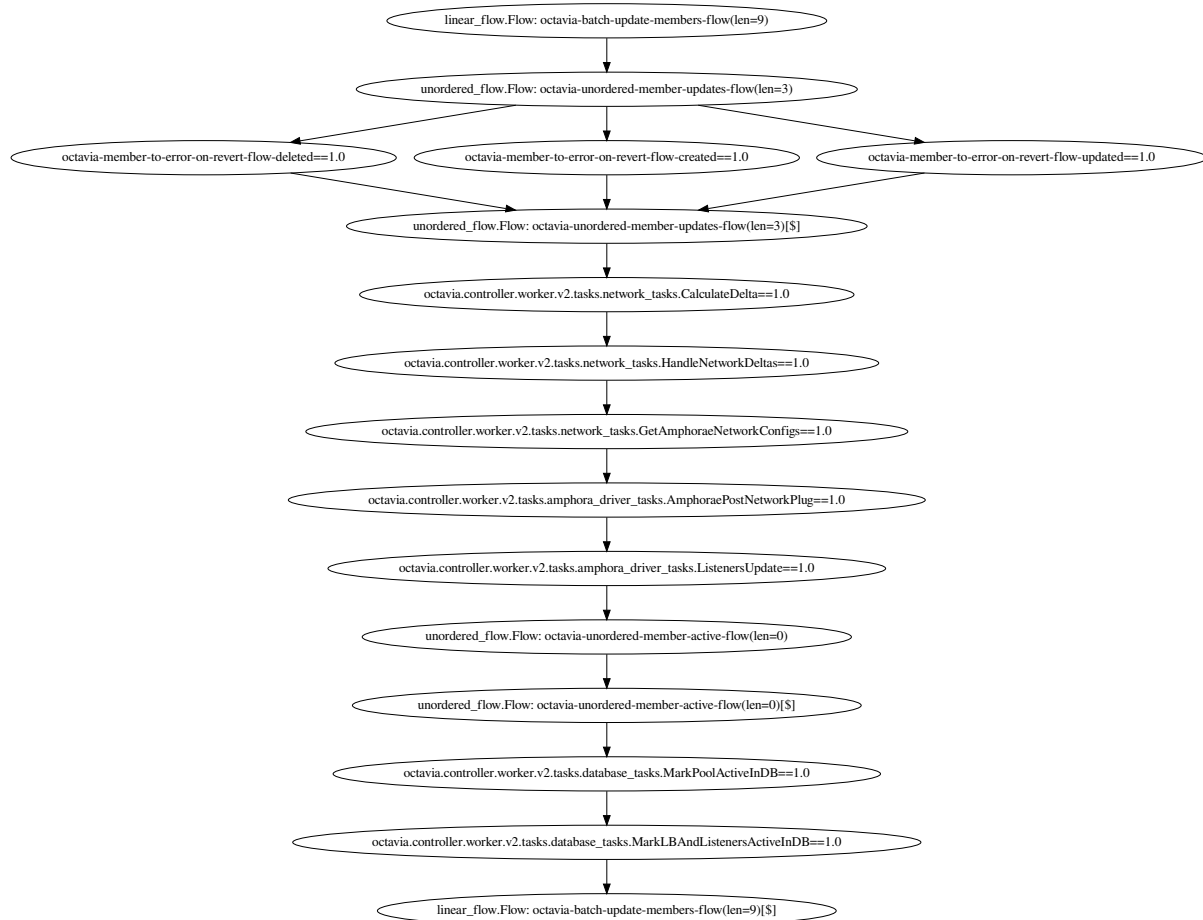 linear_flow.Flow: octavia-batch-update-members-flow(len=9)
unordered_flow.Flow: octavia-unordered-member-updates-flow(len=3)
octavia-member-to-error-on-revert-flow-deleted==1.0
octavia-member-to-error-on-revert-flow-created==1.0
octavia-member-to-error-on-revert-flow-updated==1.0
unordered_flow.Flow: octavia-unordered-member-updates-flow(len=3)[$]
octavia.controller.worker.v2.tasks.network_tasks.CalculateDelta==1.0
octavia.controller.worker.v2.tasks.network_tasks.HandleNetworkDeltas==1.0
octavia.controller.worker.v2.tasks.network_tasks.GetAmphoraeNetworkConfigs==1.0
octavia.controller.worker.v2.tasks.amphora_driver_tasks.AmphoraePostNetworkPlug==1.0
octavia.controller.worker.v2.tasks.amphora_driver_tasks.ListenersUpdate==1.0
unordered_flow.Flow: octavia-unordered-member-active-flow(len=0)
unordered_flow.Flow: octavia-unordered-member-active-flow(len=0)[$]
octavia.controller.worker.v2.tasks.database_tasks.MarkPoolActiveInDB==1.0
octavia.controller.worker.v2.tasks.database_tasks.MarkLBAndListenersActiveInDB==1.0
linear_flow.Flow: octavia-batch-update-members-flow(len=9)[$]